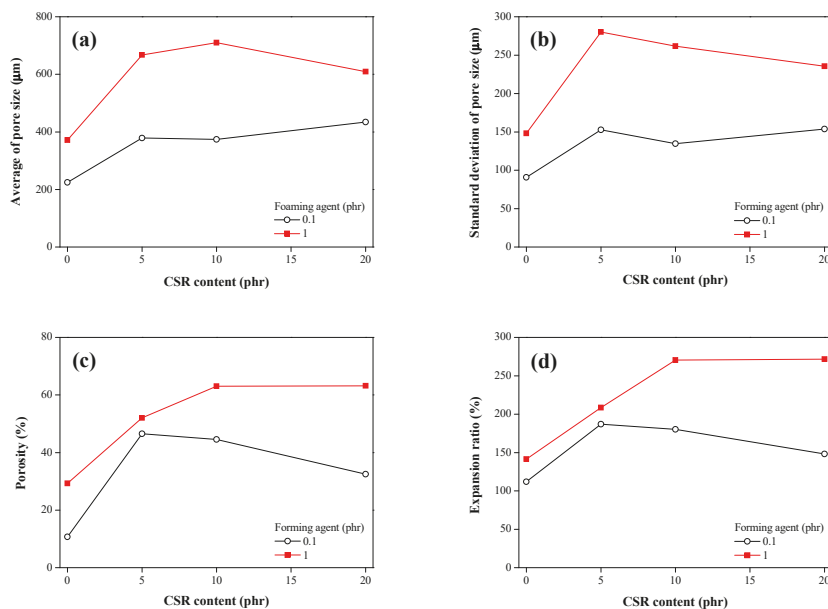 (a)
Average of pore size (μm)
800
600
400
200
0
0 5 10 15 20
CSR content (phr)
Foaming agent (phr)
0.1
1
(b)
Standard deviation of pore size (μm)
300
250
200
150
100
50
0
0 5 10 15 20
CSR content (phr)
Forming agent (phr)
0.1
1
(c)
Porosity (%)
80
60
40
20
0
0 5 10 15 20
CSR content (phr)
Forming agent (phr)
0.1
1
(d)
Expansion ratio (%)
300
250
200
150
100
50
0
0 5 10 15 20
CSR content (phr)
Forming agent (phr)
0.1
1